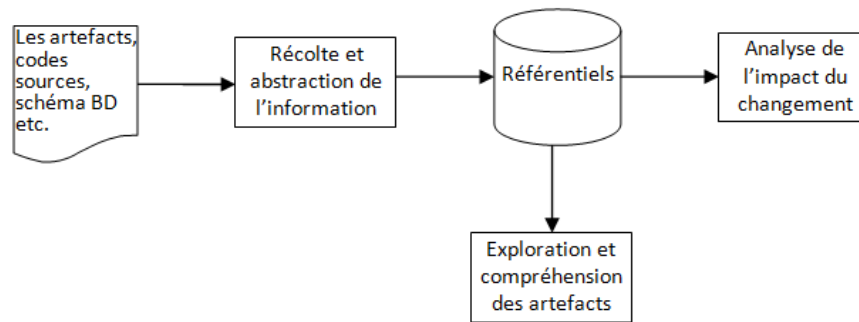 Les artefacts,
codes
sources,
schéma BD
etc.
Récolte et
abstraction de
l'information
Référentiels
Analyse de
l'impact du
changement
Exploration et
compréhension
des artefacts